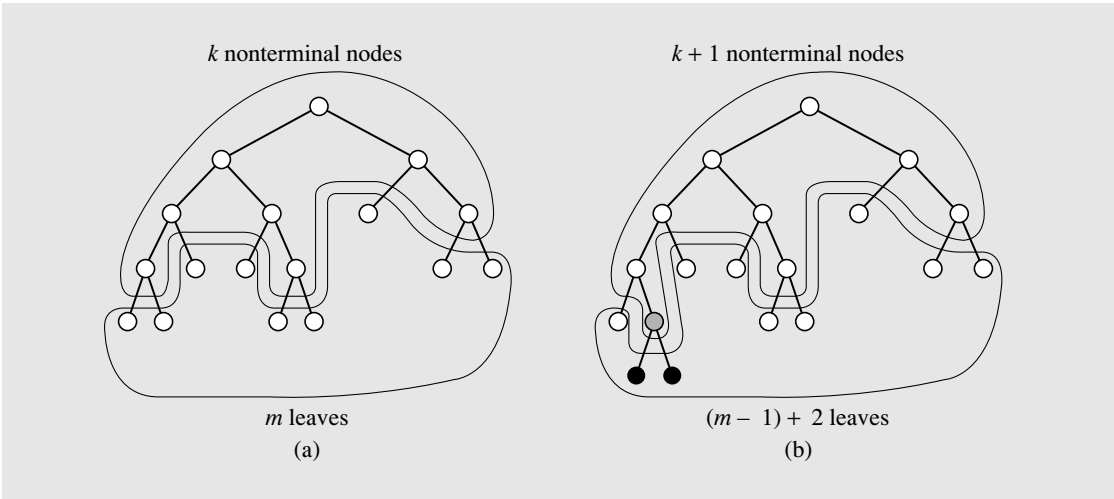 k nonterminal nodes
k + 1 nonterminal nodes
m leaves
(m – 1) + 2 leaves
(a)
(b)